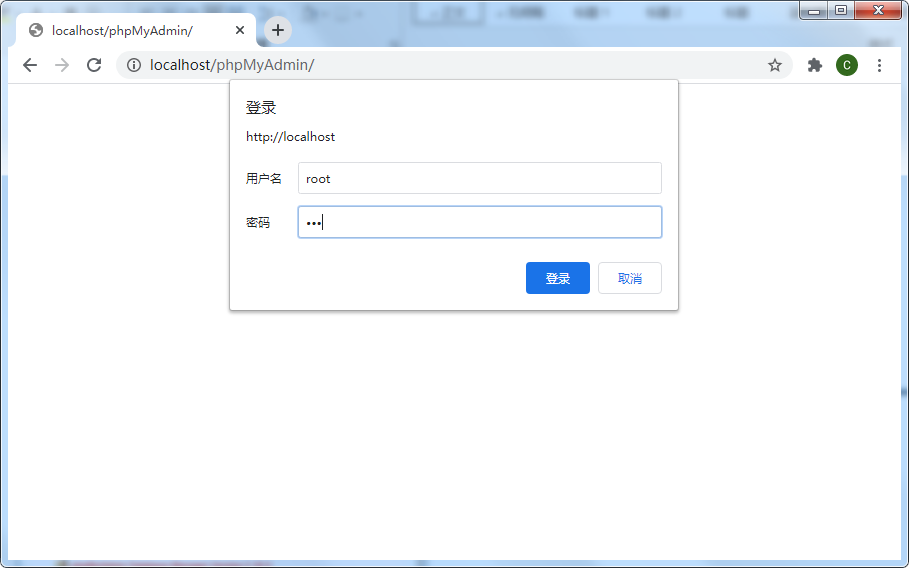 localhost/phpMyAdmin/
localhost/phpMyAdmin/
C
登录
http://localhost
用户名
root
密码
•••
登录
取消